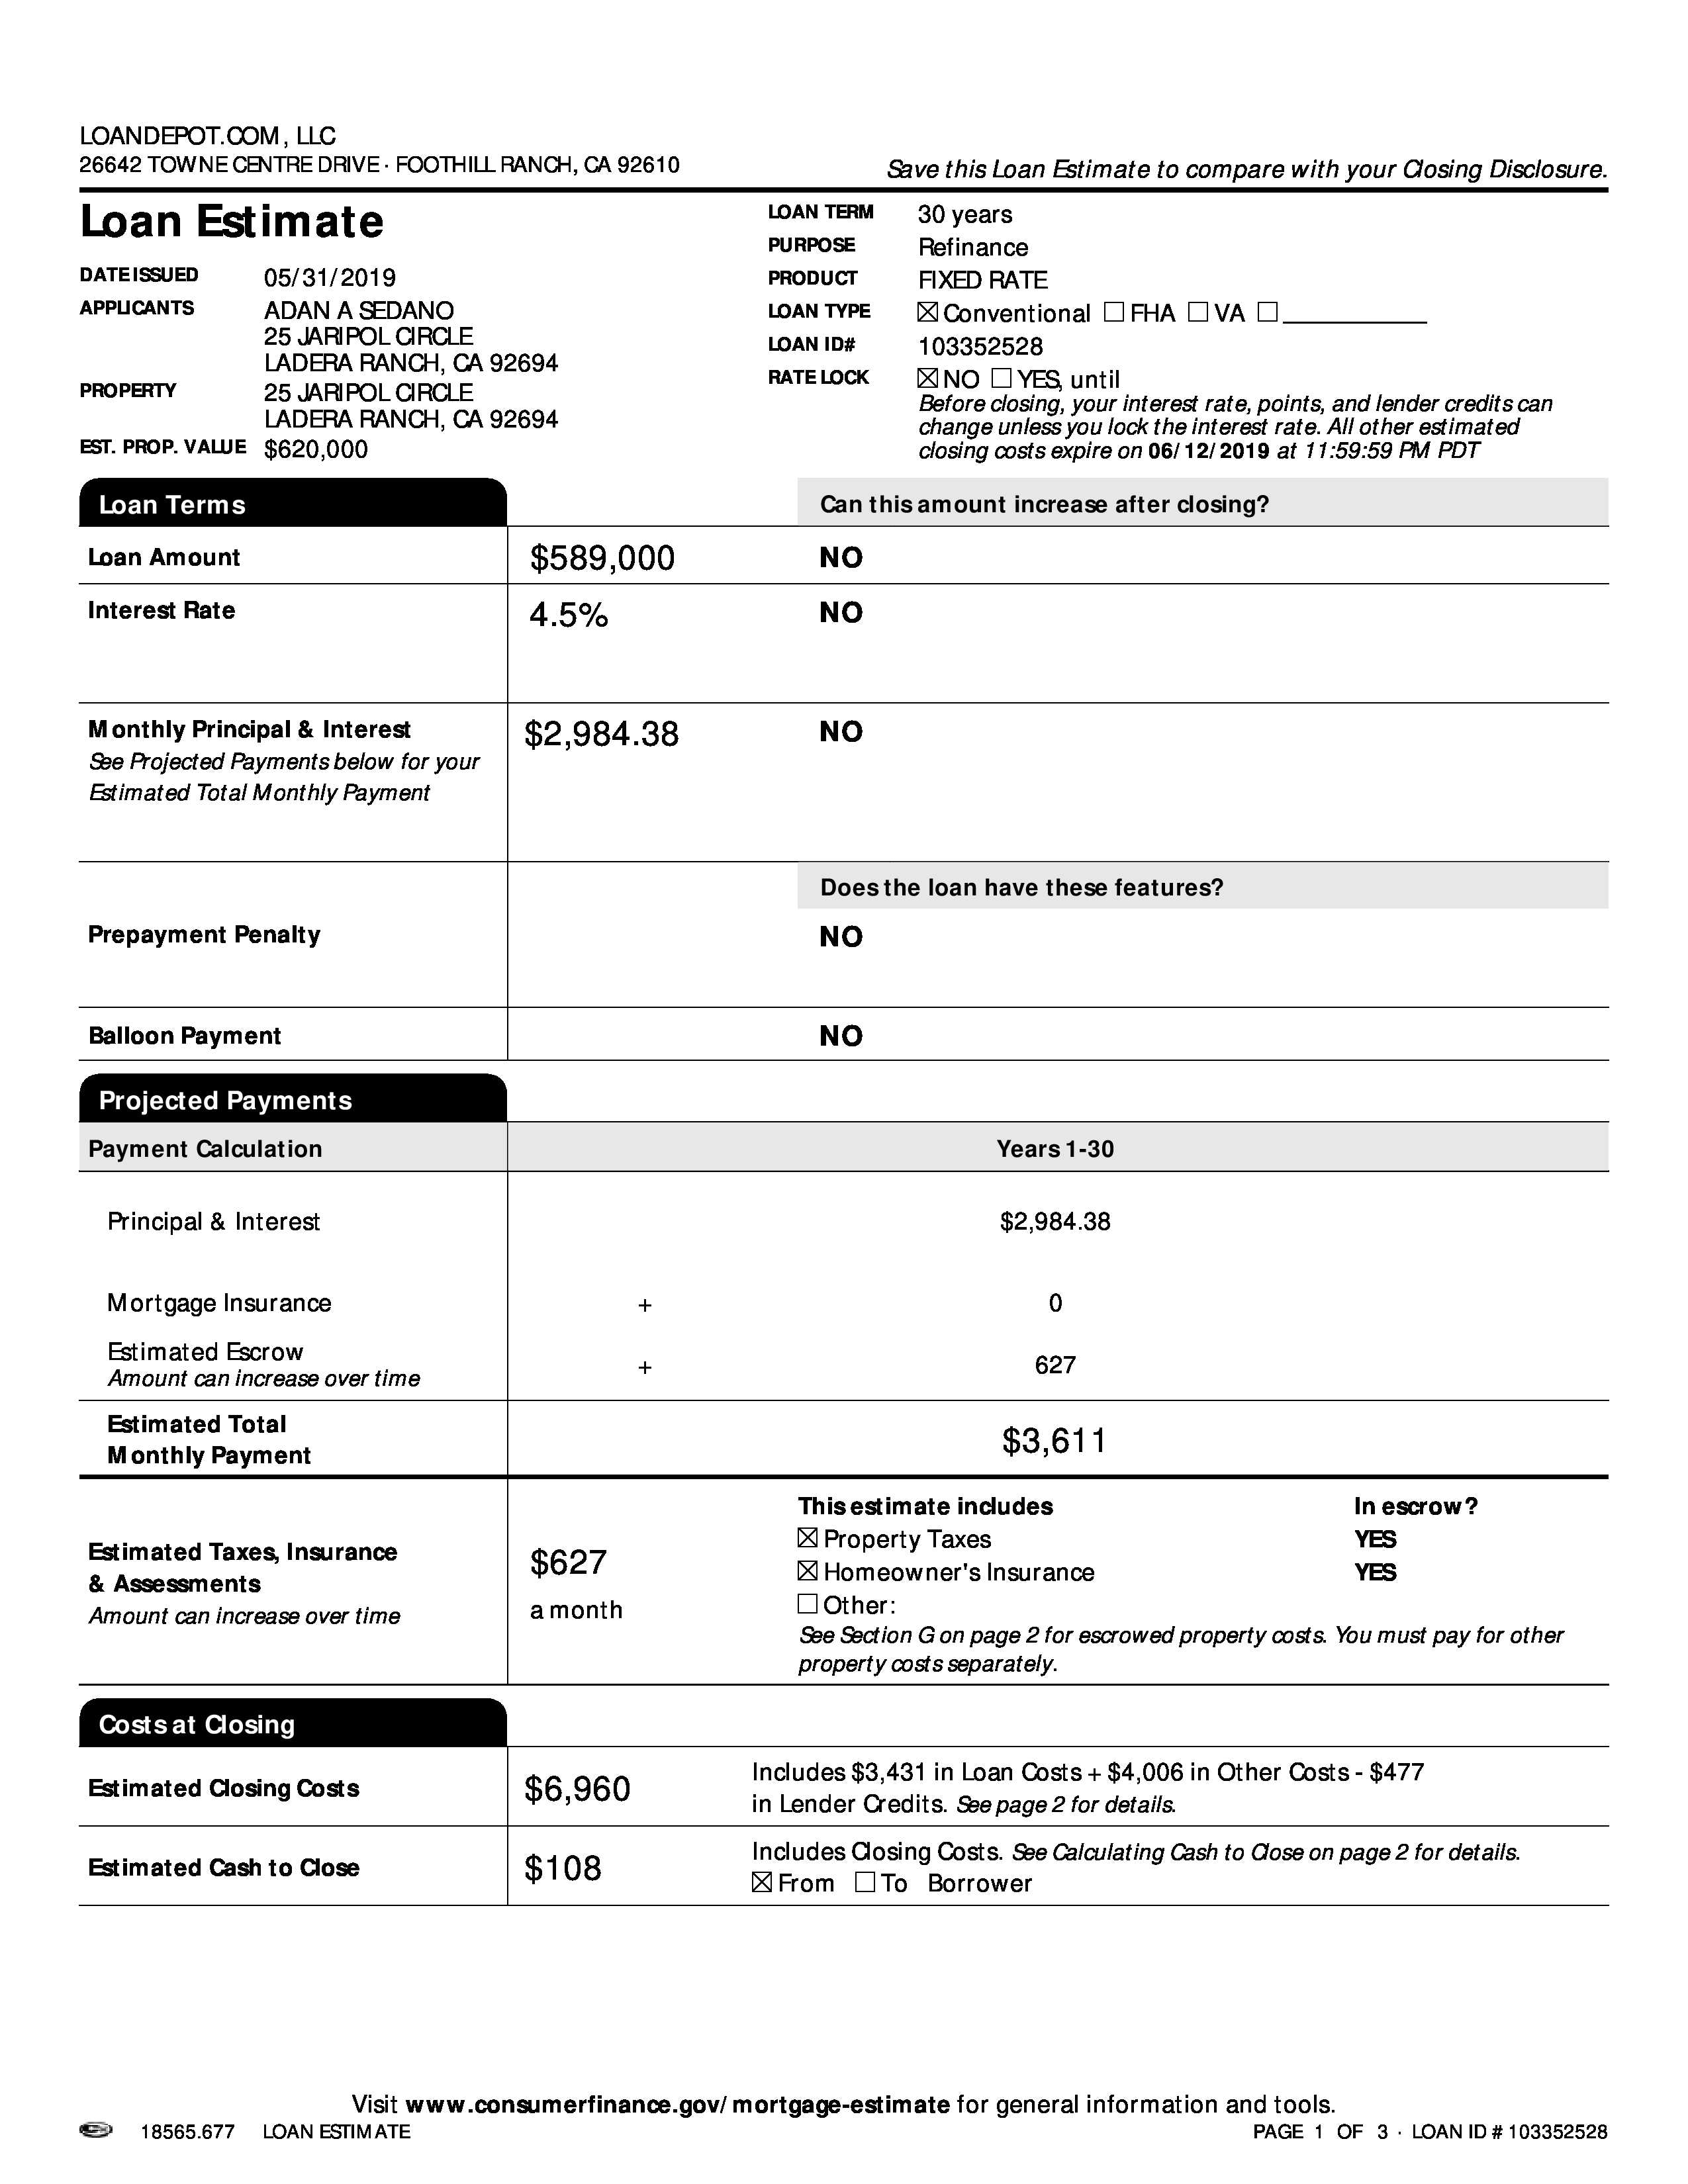 LOANDEPOT.COM, LLC
26642 TOWNE CENTRE DRIVE · FOOTHILL RANCH, CA 92610
Save this Loan Estimate to compare with your Closing Disclosure.
Loan Estimate
DATE ISSUED 05/31/2019
APPLICANTS ADAN A SEDANO
25 JARIPOL CIRCLE
LADERA RANCH, CA 92694
PROPERTY 25 JARIPOL CIRCLE
LADERA RANCH, CA 92694
EST. PROP. VALUE $620,000
LOAN TERM 30 years
PURPOSE Refinance
PRODUCT FIXED RATE
LOAN TYPE ☒ Conventional ☐ FHA ☐ VA ☐ ____________
LOAN ID# 103352528
RATE LOCK ☒ NO ☐ YES, until
Before closing, your interest rate, points, and lender credits can
change unless you lock the interest rate. All other estimated
closing costs expire on 06/12/2019 at 11:59:59 PM PDT
Loan Terms Can this amount increase after closing?
Loan Amount $589,000 NO
Interest Rate 4.5% NO
Monthly Principal & Interest $2,984.38 NO
See Projected Payments below for your
Estimated Total Monthly Payment
Does the loan have these features?
Prepayment Penalty NO
Balloon Payment NO
Projected Payments
Payment Calculation Years 1-30
Principal & Interest $2,984.38
Mortgage Insurance + 0
Estimated Escrow + 627
Amount can increase over time
Estimated Total
Monthly Payment $3,611
Estimated Taxes, Insurance
& Assessments
Amount can increase over time
$627
a month
This estimate includes In escrow?
☒ Property Taxes YES
☒ Homeowner's Insurance YES
☐ Other:
See Section G on page 2 for escrowed property costs. You must pay for other
property costs separately.
Costs at Closing
Estimated Closing Costs $6,960 Includes $3,431 in Loan Costs + $4,006 in Other Costs - $477
in Lender Credits. See page 2 for details.
Estimated Cash to Close $108 Includes Closing Costs. See Calculating Cash to Close on page 2 for details.
☒ From ☐ To Borrower
Visit www.consumerfinance.gov/mortgage-estimate for general information and tools.
18565.677 LOAN ESTIMATE PAGE 1 OF 3 · LOAN ID # 103352528